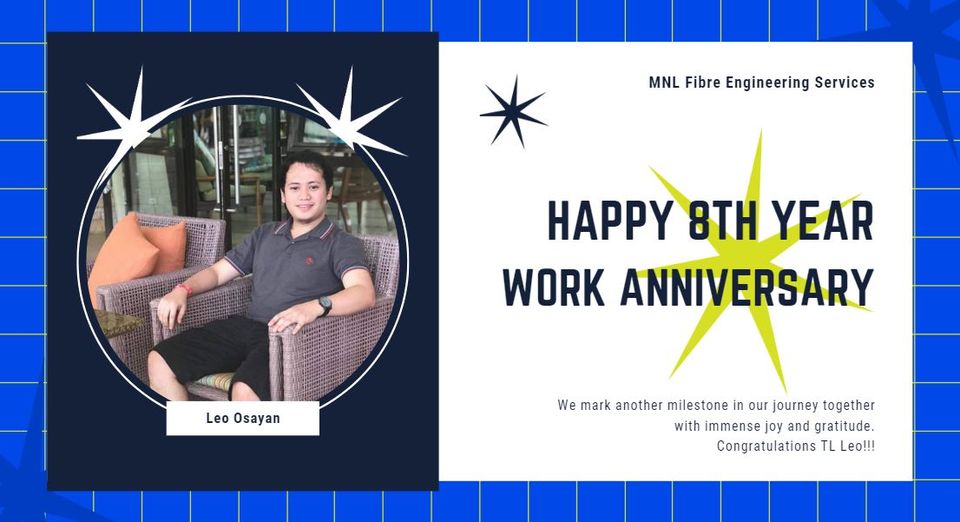 MNL Fibre Engineering Services
HAPPY 8TH YEAR
WORK ANNIVERSARY
We mark another milestone in our journey together
with immense joy and gratitude.
Congratulations TL Leo!!!
Leo Osayan